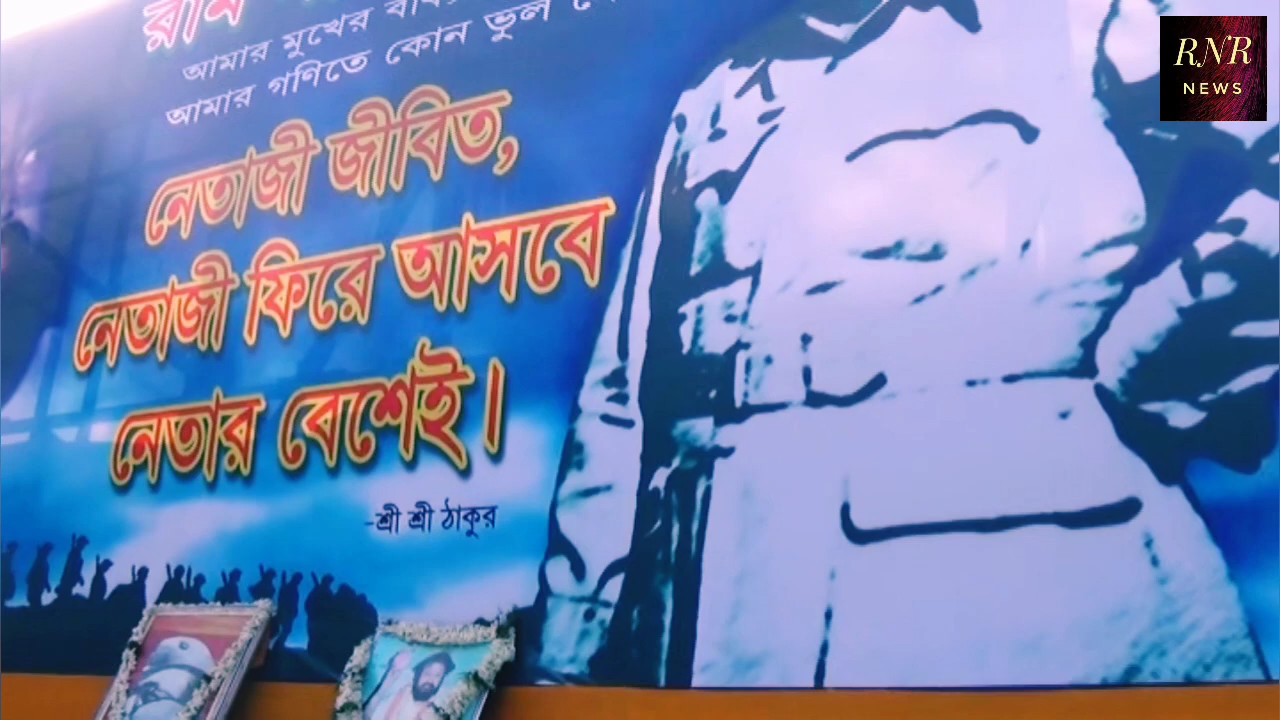 আমার মুখের
আমার গণিতে কোন ভুল
নেতাজী জীবিত,
নেতাজী ফিরে আসবে
নেতার বেশেই।
-শ্রী শ্রী ঠাকুর
RNR
NEWS